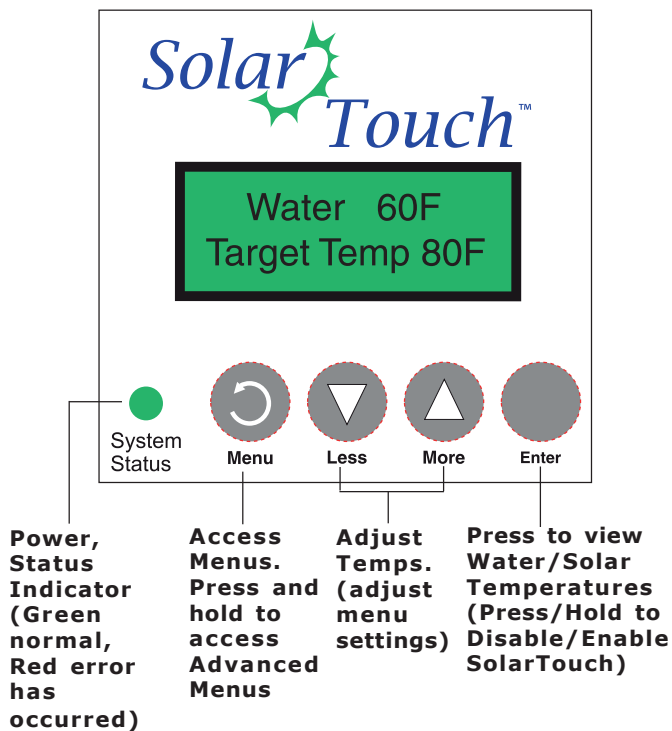 Solar
Touch™
Water 60F
Target Temp 80F
System
Status
Menu
Less
More
Enter
Power,
Status
Indicator
(Green
normal,
Red error
has
occurred)
Access
Menus.
Press and
hold to
access
Advanced
Menus
Adjust
Temps.
(adjust
menu
settings)
Press to view
Water/Solar
Temperatures
(Press/Hold to
Disable/Enable
SolarTouch)